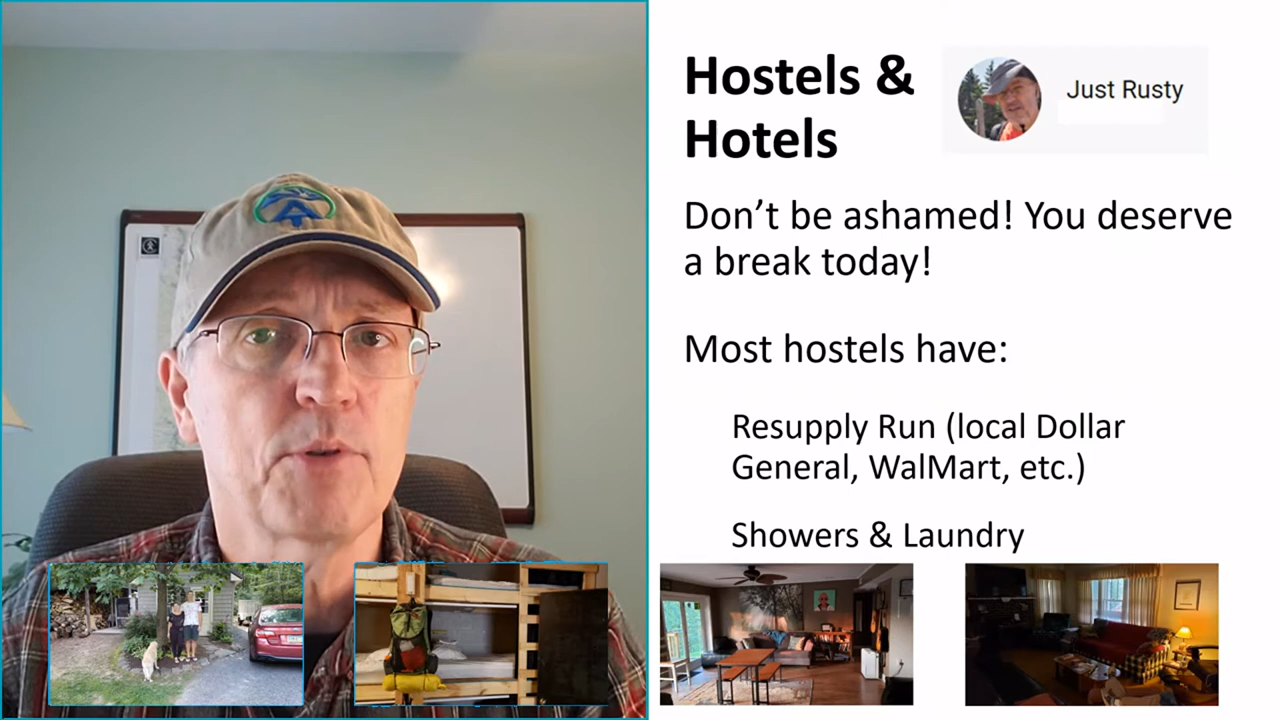 Hostels &
Hotels
Just Rusty
Don’t be ashamed! You deserve
a break today!
Most hostels have:
Resupply Run (local Dollar
General, WalMart, etc.)
Showers & Laundry